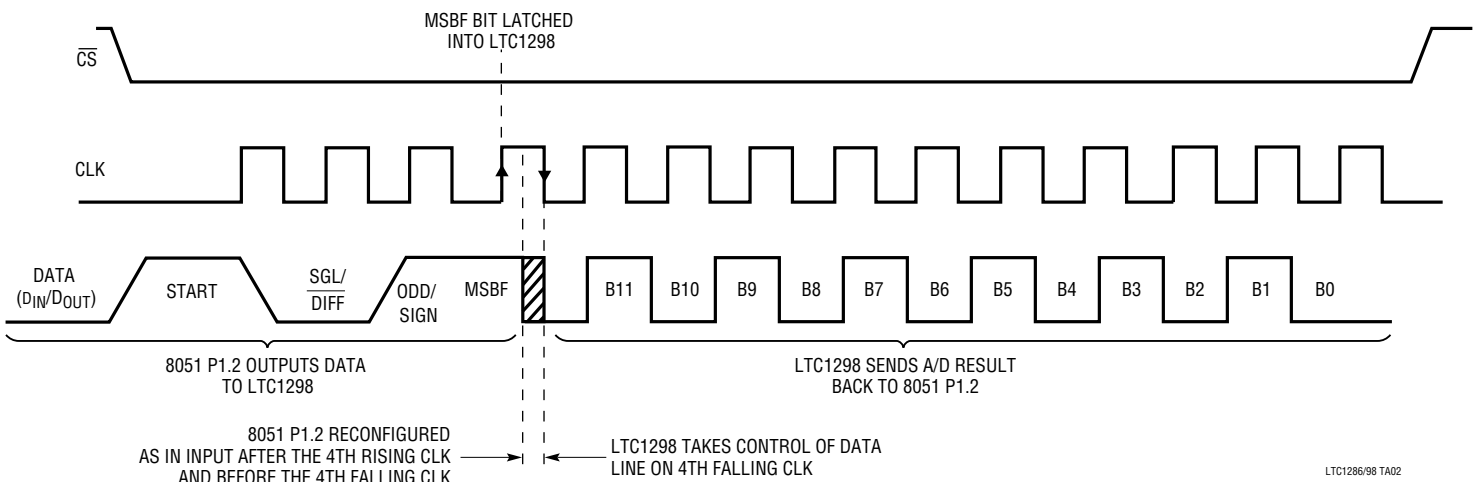 MSBF BIT LATCHED
INTO LTC1298
CS
CLK
DATA
(DIN/DOUT)
START
SGL/
DIFF
ODD/
SIGN
MSBF
B11
B10
B9
B8
B7
B6
B5
B4
B3
B2
B1
B0
8051 P1.2 OUTPUTS DATA
TO LTC1298
LTC1298 SENDS A/D RESULT
BACK TO 8051 P1.2
8051 P1.2 RECONFIGURED
AS IN INPUT AFTER THE 4TH RISING CLK
AND BEFORE THE 4TH FALLING CLK
LTC1298 TAKES CONTROL OF DATA
LINE ON 4TH FALLING CLK
LTC1286/98 TA02